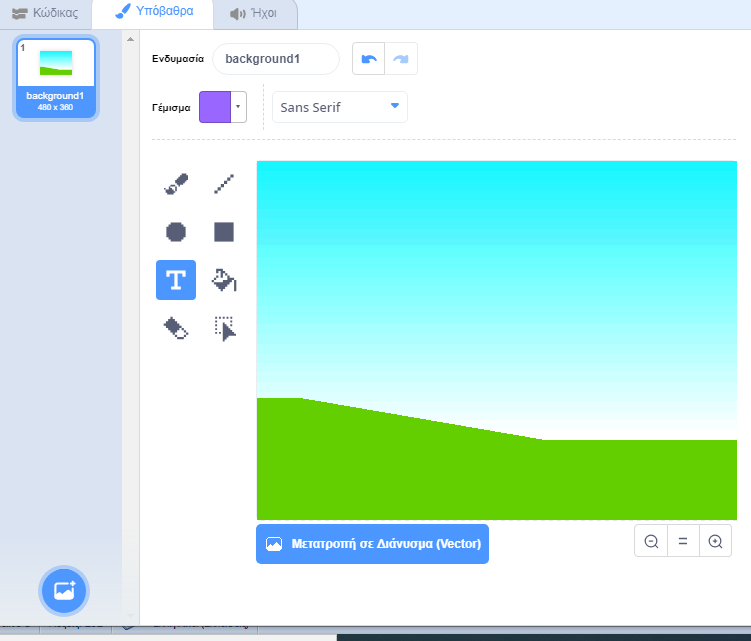 Κώδικας
Υπόβαθρα
Ήχοι
1
background1
480 x 360
Ενδυμασία
background1
Γέμισμα
Sans Serif
Μετατροπή σε Διάνυσμα (Vector)